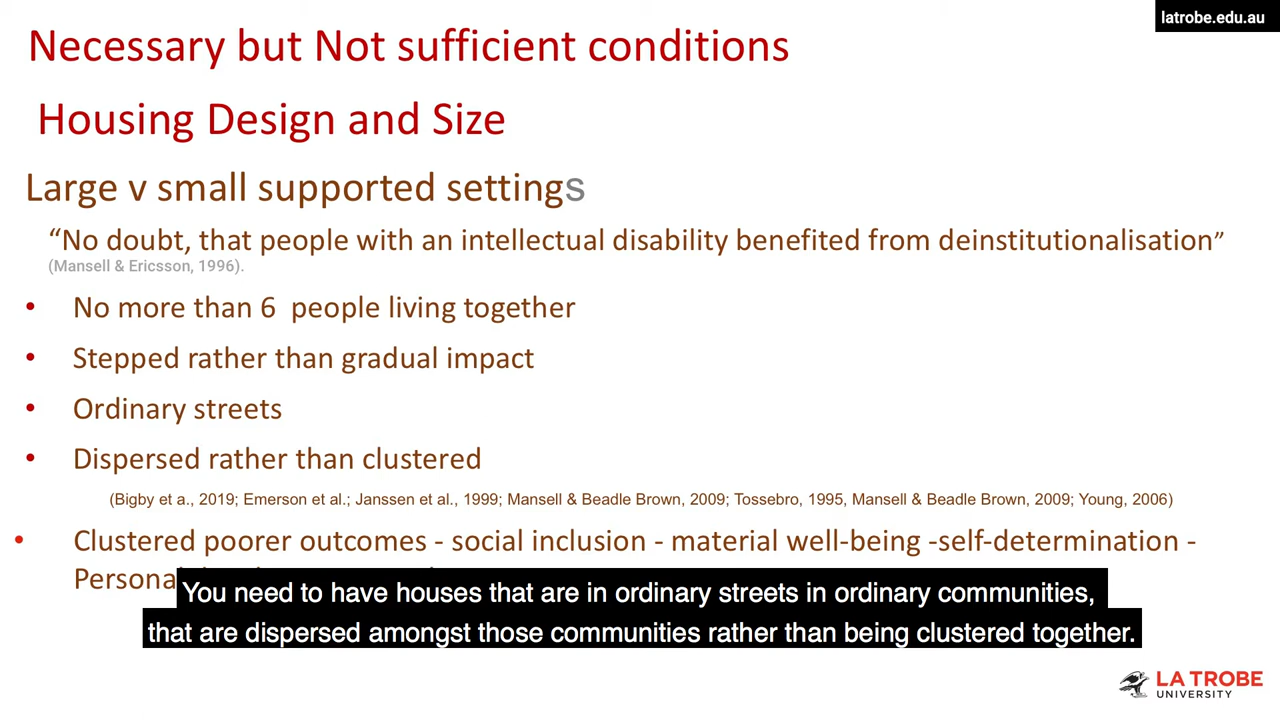 latrobe.edu.au
Necessary but Not sufficient conditions
Housing Design and Size
Large v small supported settings
“No doubt, that people with an intellectual disability benefited from deinstitutionalisation”
(Mansell & Ericsson, 1996).
• No more than 6 people living together
• Stepped rather than gradual impact
• Ordinary streets
• Dispersed rather than clustered
(Bigby et a., 2019; Emerson et al.; Janssen et al., 1999; Mansell & Beadle Brown, 2009; Tossebro, 1995, Mansell & Beadle Brown, 2009; Young, 2006)
• Clustered poorer outcomes - social inclusion - material well-being -self-determination -
Persona
You need to have houses that are in ordinary streets in ordinary communities,
that are dispersed amongst those communities rather than being clustered together.
LA TROBE
UNIVERSITY